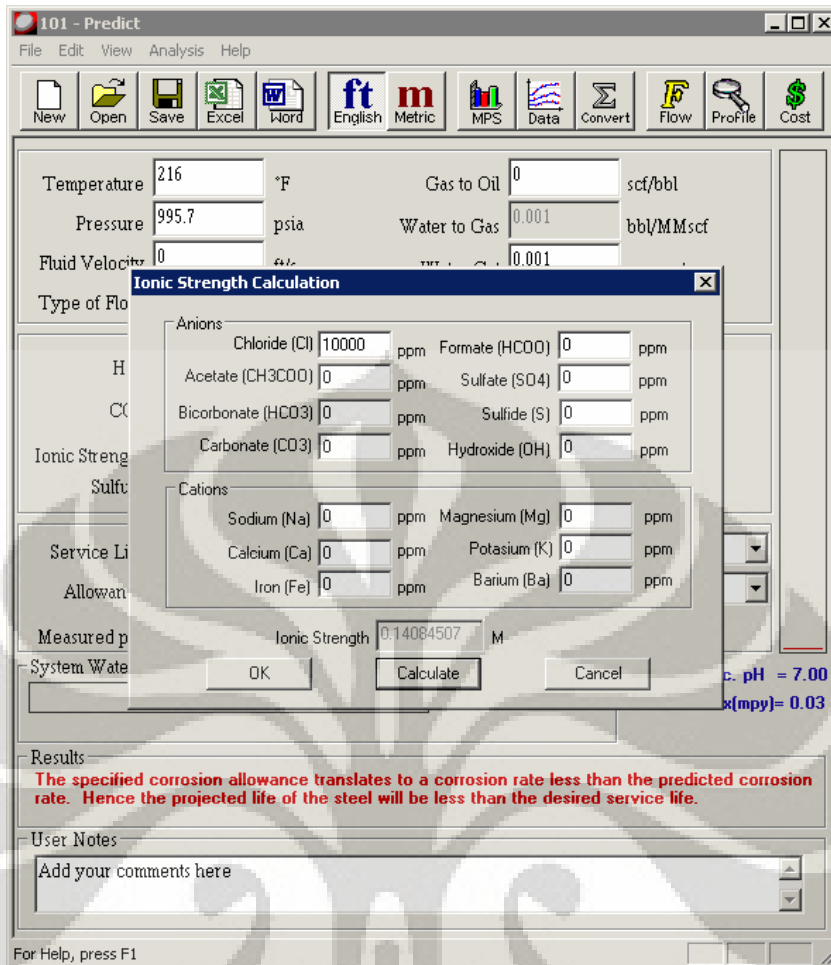 101 - Predict
File Edit View Analysis Help
New Open Save Excel Word ft English m Metric MPS Data Σ Convert F Flow Profile $ Cost
Temperature 216 °F Gas to Oil 0 scf/bbl
Pressure 995.7 psia Water to Gas 0.001 bbl/MMscf
Fluid Velocity 0 0.001
Type of Flo
Ionic Strength Calculation
Anions
Chloride (Cl) 10000 ppm Formate (HCOO) 0 ppm
Acetate (CH3COO) 0 ppm Sulfate (SO4) 0 ppm
Bicorbonate (HCO3) 0 ppm Sulfide (S) 0 ppm
Carbonate (CO3) 0 ppm Hydroxide (OH) 0 ppm
Cations
Sodium (Na) 0 ppm Magnesium (Mg) 0 ppm
Calcium (Ca) 0 ppm Potasium (K) 0 ppm
Iron (Fe) 0 ppm Barium (Ba) 0 ppm
Ionic Strength 0.14084507 M
OK Calculate Cancel
H
CO
Ionic Streng
Sulfu
Service Li
Allowan
Measured p
System Wate
c. pH = 7.00
x(mpy)= 0.03
Results
The specified corrosion allowance translates to a corrosion rate less than the predicted corrosion
rate. Hence the projected life of the steel will be less than the desired service life.
User Notes
Add your comments here
For Help, press F1